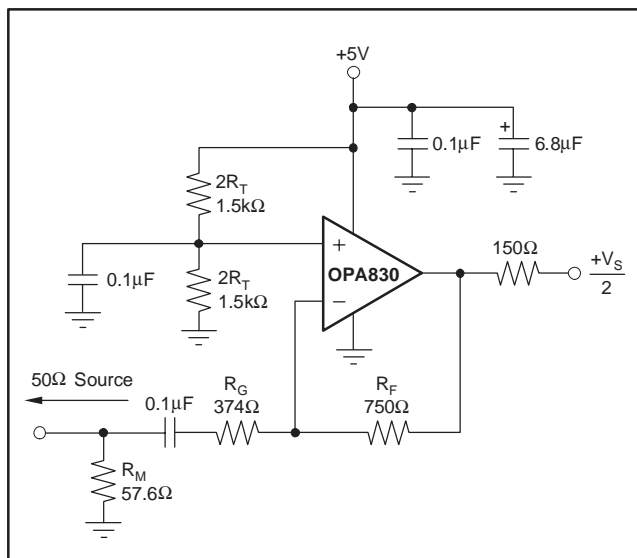 +5V
0.1μF
+
6.8μF
2R_T
1.5kΩ
0.1μF
2R_T
1.5kΩ
+
OPA830
−
150Ω
+V_S
2
50Ω Source
0.1μF
R_G
374Ω
R_F
750Ω
R_M
57.6Ω